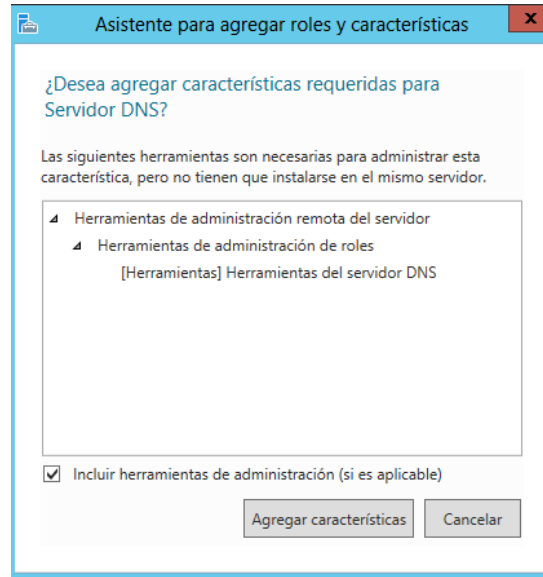 Asistente para agregar roles y características
x
¿Desea agregar características requeridas para
Servidor DNS?
Las siguientes herramientas son necesarias para administrar esta
característica, pero no tienen que instalarse en el mismo servidor.
Herramientas de administración remota del servidor
Herramientas de administración de roles
[Herramientas] Herramientas del servidor DNS
Incluir herramientas de administración (si es aplicable)
Agregar características Cancelar